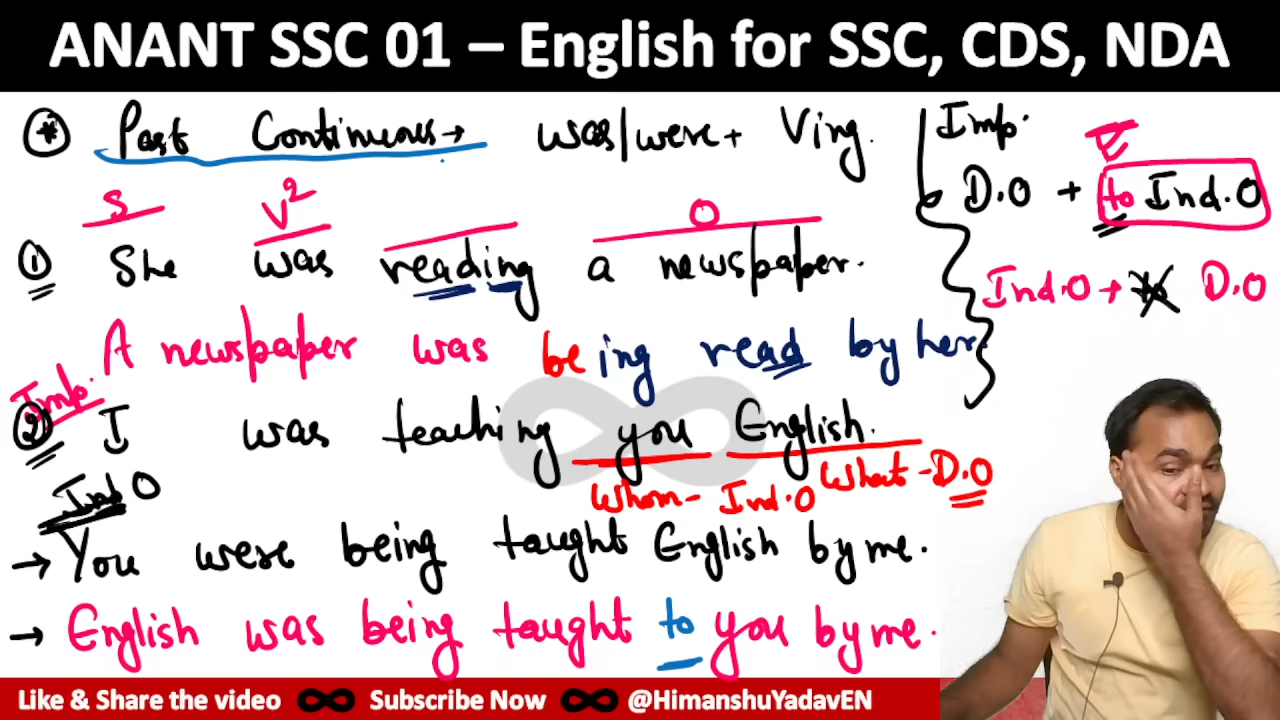 ANANT SSC 01 – English for SSC, CDS, NDA
* Past Continuous → was/were + Ving.
S V² O
① She was reading a newspaper.
A newspaper was being read by her.
Imp.
② I was teaching you English.
Whom - Ind.O What - D.O
Ind O
→ You were being taught English by me.
→ English was being taught to you by me.
Imp.
E
D.O + to Ind.O
Ind.O + to D.O
Like & Share the video Subscribe Now @HimanshuYadavEN